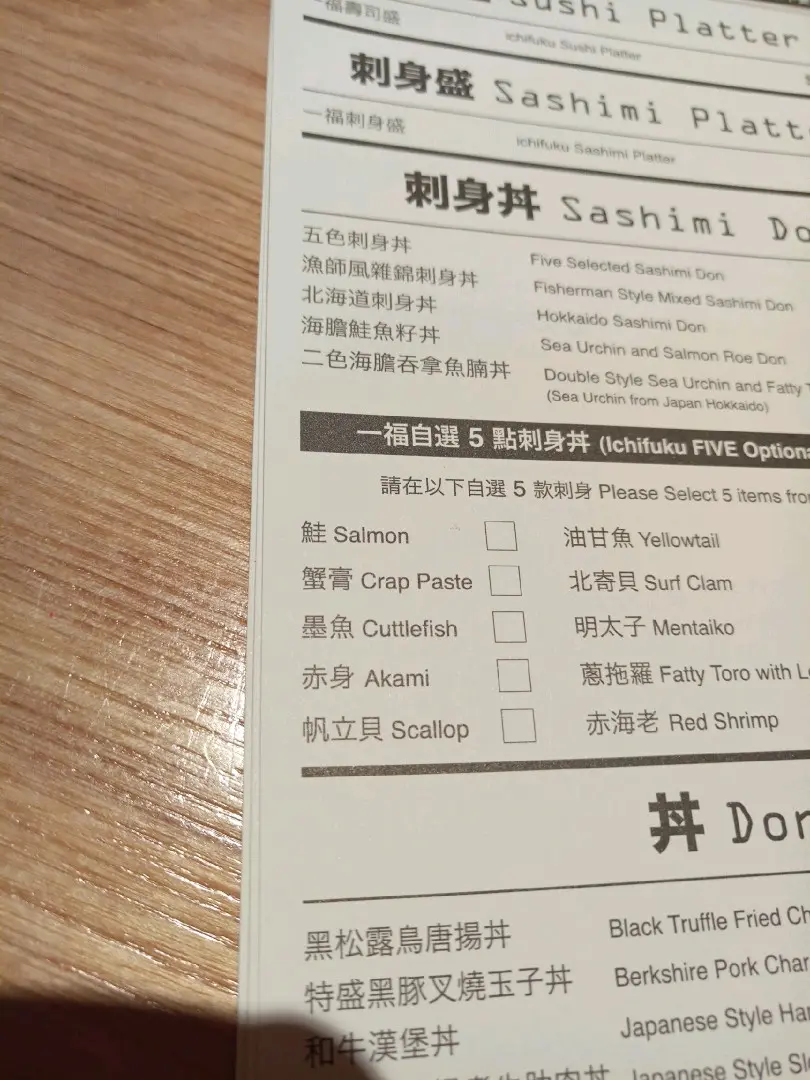 一福壽司盛 ichifuku Sushi Platter
Sushi Platter
刺身盛 Sashimi
一福刺身盛 ichifuku Sashimi Platter
刺身丼 Sashimi
五色刺身丼 Five Selected Sashimi Don
漁師風雜錦刺身丼 Fisherman Style Mixed Sashimi Don
北海道刺身丼 Hokkaido Sashimi Don
海膽鮭魚籽丼 Sea Urchin and Salmon Roe Don
二色海膽吞拿魚腩丼 Double Style Sea Urchin and Fatty
(Sea Urchin from Japan Hokkaido)
一福自選 5 點刺身丼 (Ichifuku FIVE
請在以下自選 5 款刺身 Please Select 5 items
鮭 Salmon 油甘魚 Yellowtail
蟹膏 Crap Paste 北寄貝 Surf Clam
墨魚 Cuttlefish 明太子 Mentaiko
赤身 Akami 蔥拖羅 Fatty Toro with
帆立貝 Scallop 赤海老 Red Shrimp
丼 Don
黑松露鳥唐揚丼 Black Truffle Fried
特盛黑豚叉燒玉子丼 Berkshire Pork
和牛漢堡丼 Japanese Style
Japanese Style